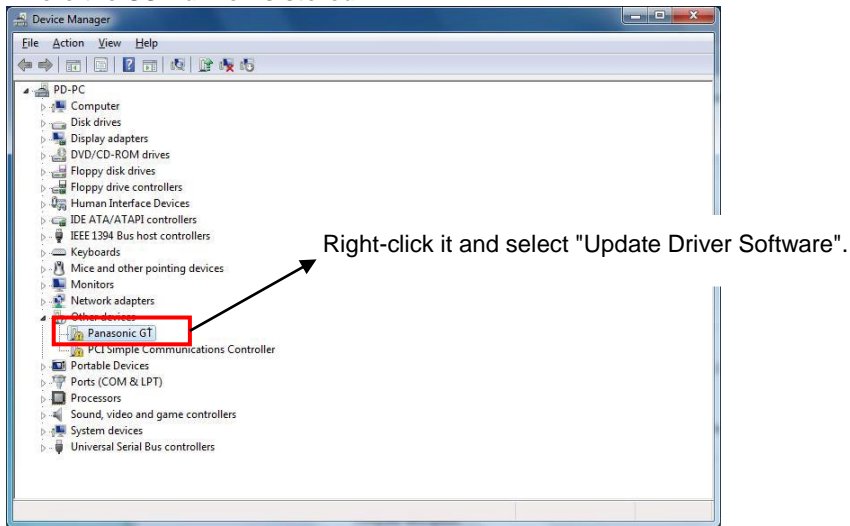 Device Manager
File Action View Help
PD-PC
Computer
Disk drives
Display adapters
DVD/CD-ROM drives
Floppy disk drives
Floppy drive controllers
Human Interface Devices
IDE ATA/ATAPI controllers
IEEE 1394 Bus host controllers
Keyboards
Mice and other pointing devices
Monitors
Network adapters
Other devices
Panasonic GT
PCI Simple Communications Controller
Portable Devices
Ports (COM & LPT)
Processors
Sound, video and game controllers
System devices
Universal Serial Bus controllers
Right-click it and select "Update Driver Software".